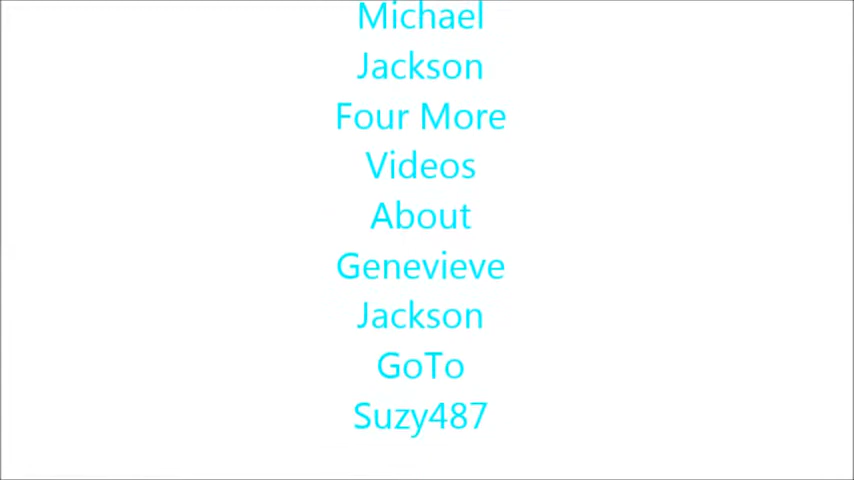 Michael
Jackson
Four More
Videos
About
Genevieve
Jackson
GoTo
Suzy487